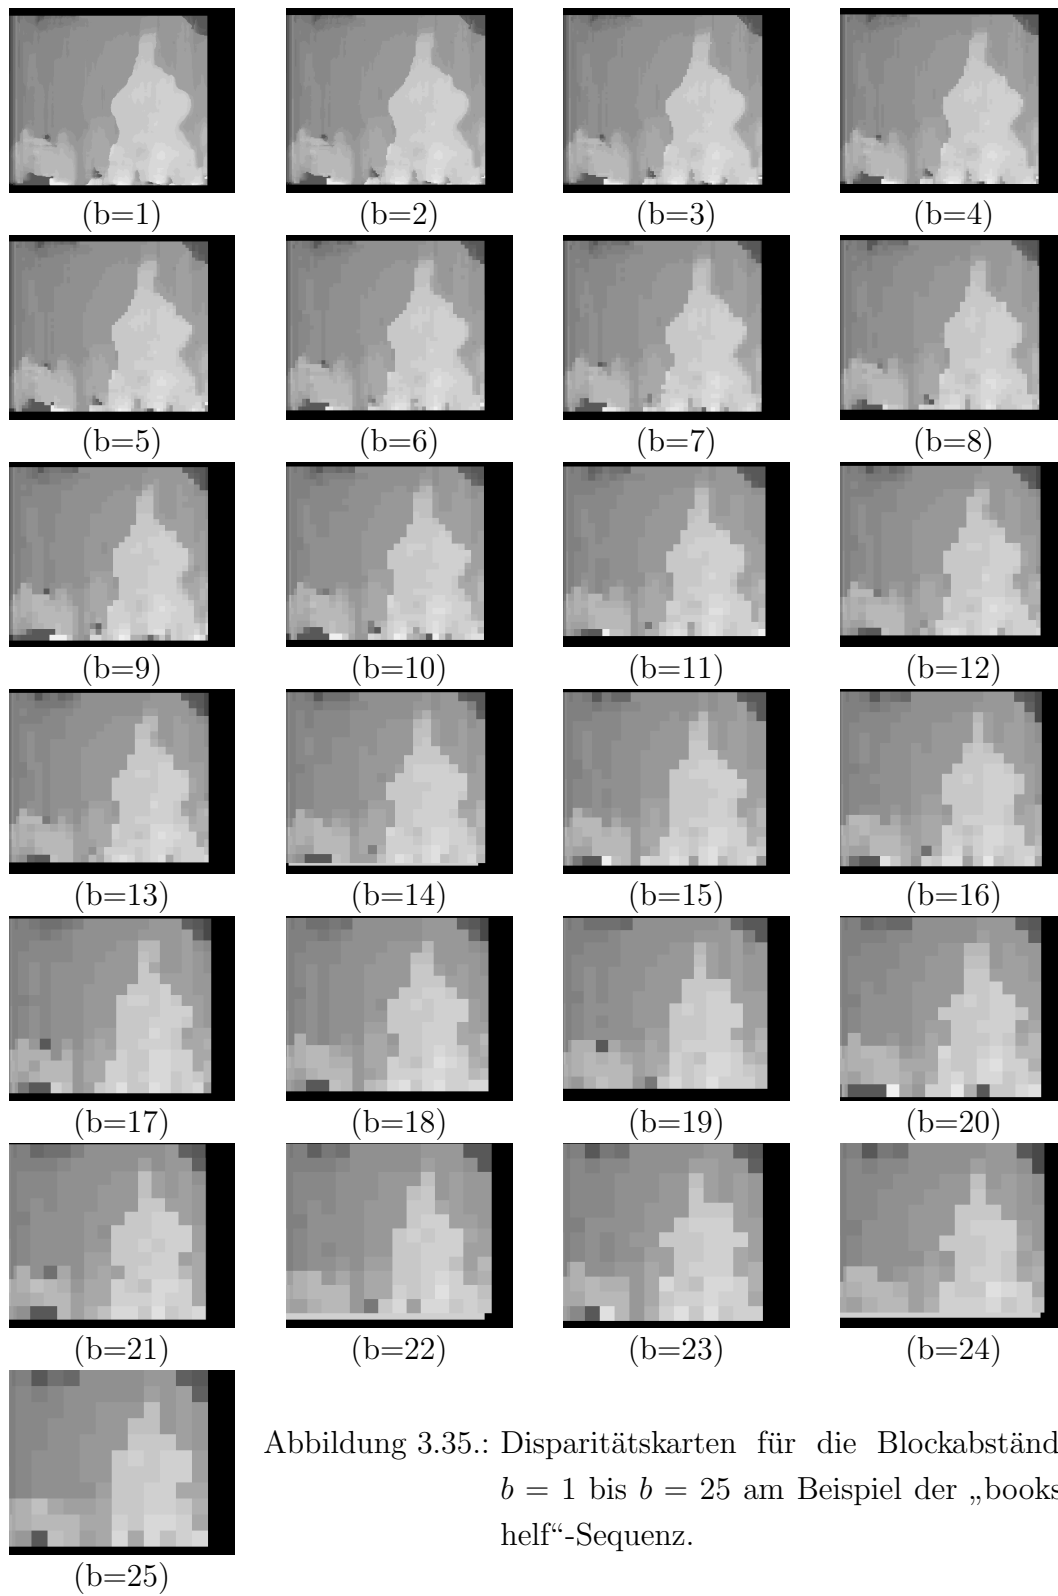 (b=1) (b=2) (b=3) (b=4)
(b=5) (b=6) (b=7) (b=8)
(b=9) (b=10) (b=11) (b=12)
(b=13) (b=14) (b=15) (b=16)
(b=17) (b=18) (b=19) (b=20)
(b=21) (b=22) (b=23) (b=24)
(b=25)
Abbildung 3.35.: Disparitätskarten für die Blockabständ
b = 1 bis b = 25 am Beispiel der „books
helf“-Sequenz.